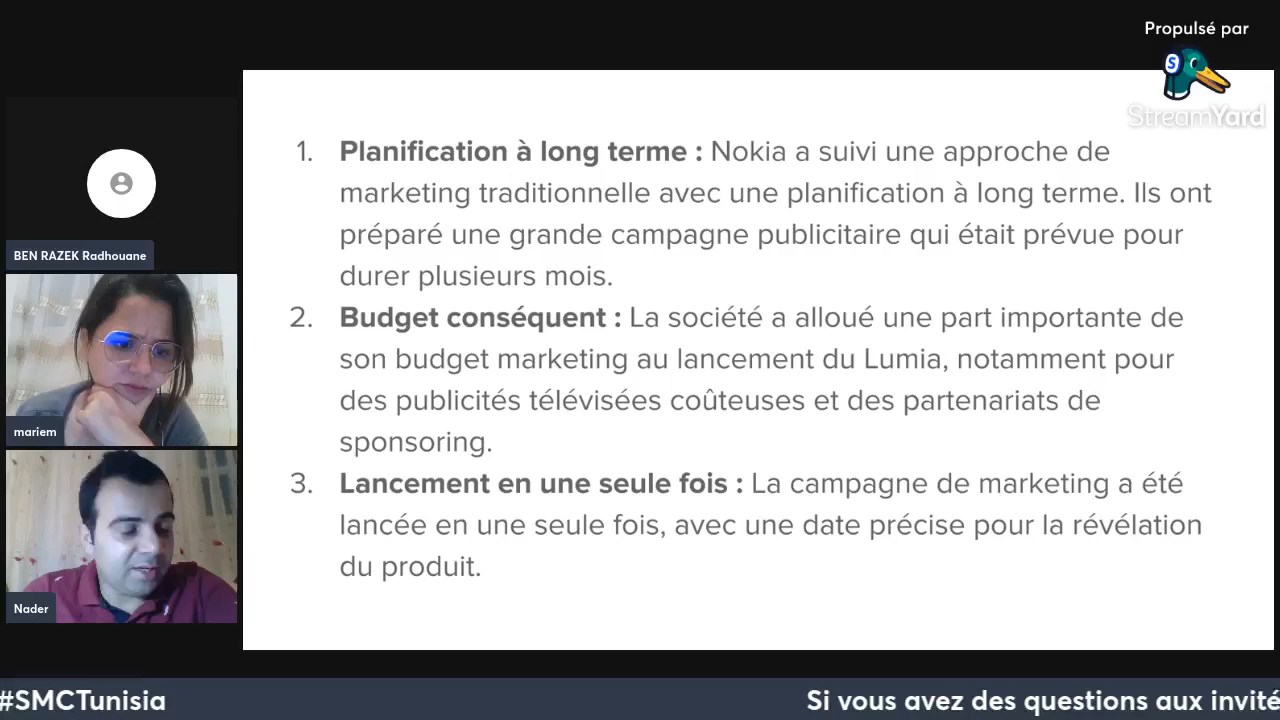 Propulsé par
StreamYard
1. Planification à long terme : Nokia a suivi une approche de
marketing traditionnelle avec une planification à long terme. Ils ont
préparé une grande campagne publicitaire qui était prévue pour
durer plusieurs mois.
2. Budget conséquent : La société a alloué une part importante de
son budget marketing au lancement du Lumia, notamment pour
des publicités télévisées coûteuses et des partenariats de
sponsoring.
3. Lancement en une seule fois : La campagne de marketing a été
lancée en une seule fois, avec une date précise pour la révélation
du produit.
BEN RAZEK Radhouane
mariem
Nader
#SMCTunisia
Si vous avez des questions aux invité